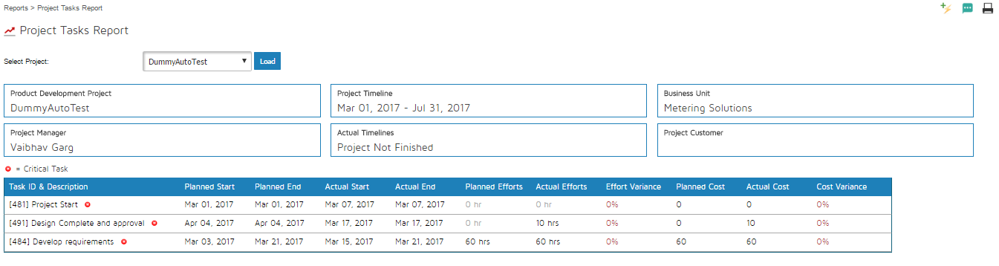 Reports > Project Tasks Report
Project Tasks Report
Select Project: DummyAutoTest Load
Product Development Project Project Timeline Business Unit
DummyAutoTest Mar 01, 2017 - Jul 31, 2017 Metering Solutions
Project Manager Actual Timelines Project Customer
Vaibhav Garg Project Not Finished
= Critical Task
Task ID & Description Planned Start Planned End Actual Start Actual End Planned Efforts Actual Efforts Effort Variance Planned Cost Actual Cost Cost Variance
[481] Project Start Mar 01, 2017 Mar 01, 2017 Mar 07, 2017 Mar 07, 2017 0 hr 0 hr 0% 0 0 0%
[491] Design Complete and approval Apr 04, 2017 Apr 04, 2017 Mar 17, 2017 Mar 17, 2017 0 hr 10 hrs 0% 0 10 0%
[484] Develop requirements Mar 03, 2017 Mar 21, 2017 Mar 15, 2017 Mar 21, 2017 60 hrs 60 hrs 0% 60 60 0%